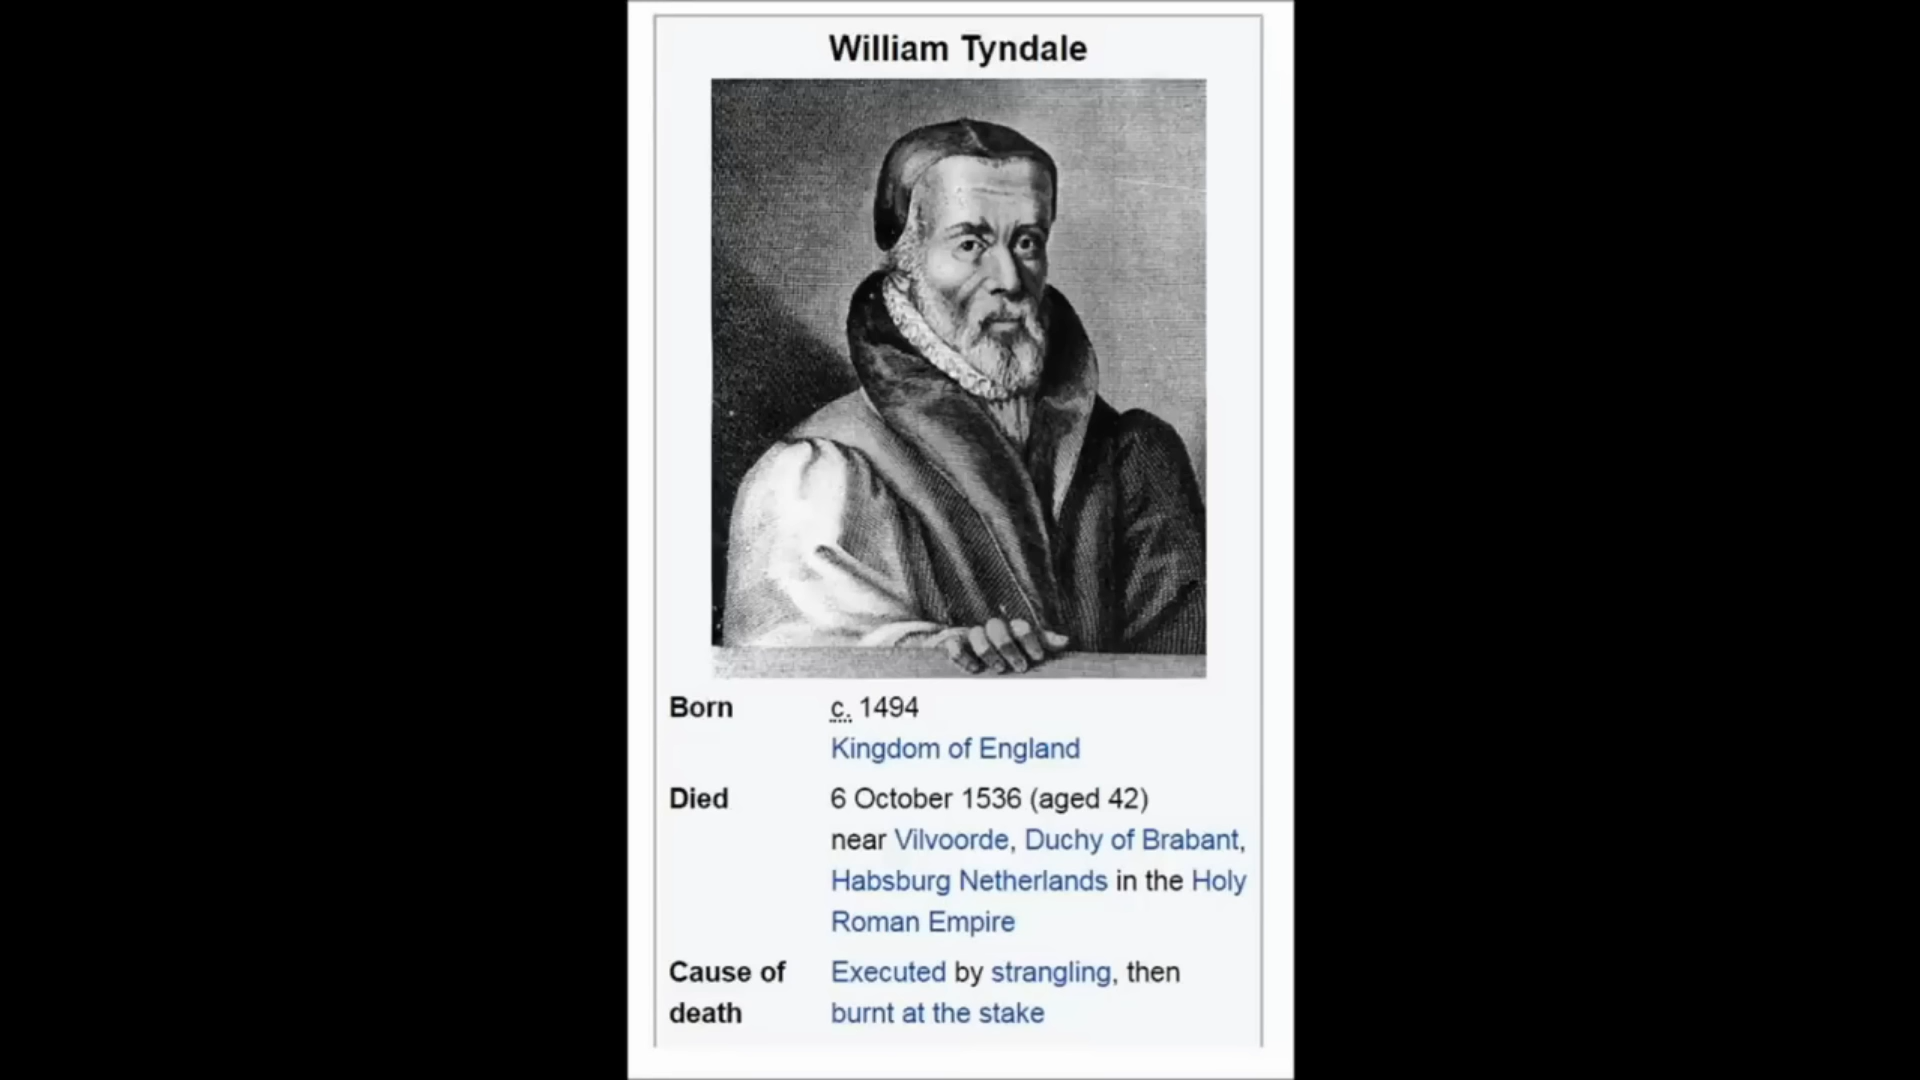 William Tyndale
Born c. 1494
Kingdom of England
Died 6 October 1536 (aged 42)
near Vilvoorde, Duchy of Brabant,
Habsburg Netherlands in the Holy
Roman Empire
Cause of Executed by strangling, then
death burnt at the stake